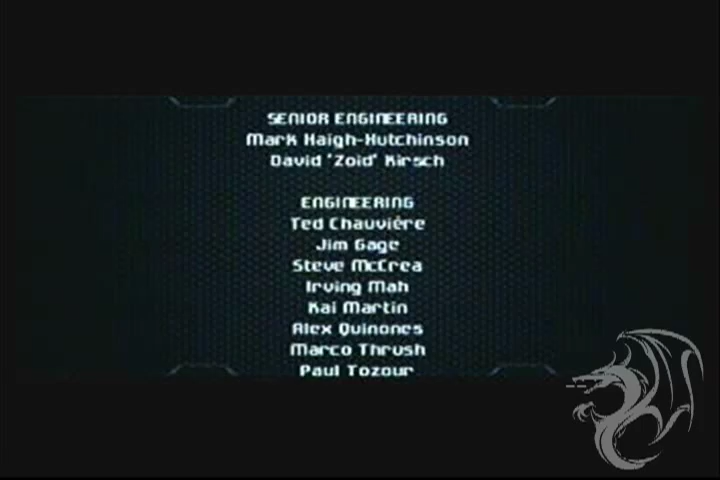 SENIOR ENGINEERING
Mark Haigh-Hutchinson
David "Zoid" Kirsch
ENGINEERING
Ted Chauvière
Jim Gage
Steve McCrea
Irving Mah
Kai Martin
Alex Quinones
Marco Thrush
Paul Tozour